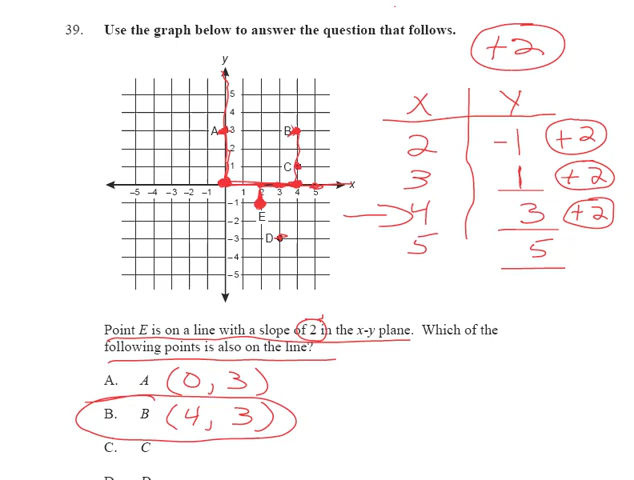 39. Use the graph below to answer the question that follows.
+2
y
5
4
A 3 B
2
1 C
-5 -4 -3 -2 -1 1 2 3 4 5 x
-1
-2 E
-3 D
-4
-5
X Y
2 -1 +2
3 1 +2
4 3 +2
5 5
Point E is on a line with a slope of 2 in the x-y plane. Which of the
following points is also on the line?
A. A (0, 3)
B. B (4, 3)
C. C